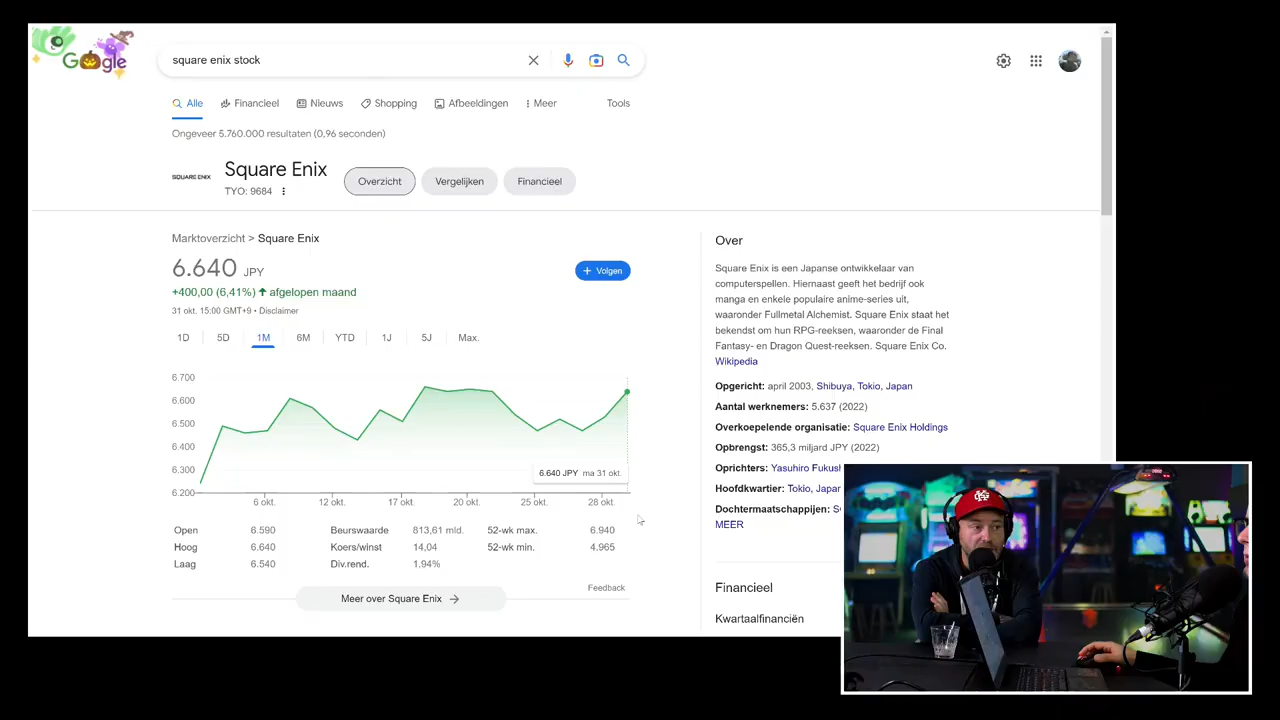 Google
square enix stock
Alle Financieel Nieuws Shopping Afbeeldingen Meer Tools
Ongeveer 5.760.000 resultaten (0,96 seconden)
SQUARE ENIX
Square Enix
TYO: 9684
Overzicht Vergelijken Financieel
Marktoverzicht > Square Enix
6.640 JPY
+ Volgen
+400,00 (6,41%) afgelopen maand
31 okt. 15:00 GMT+9 • Disclaimer
1D 5D 1M 6M YTD 1J 5J Max.
6.700
6.600
6.500
6.400
6.300
6.200
6.640 JPY ma 31 okt.
6 okt. 12 okt. 17 okt. 20 okt. 25 okt. 28 okt.
Open 6.590 Beurswaarde 813,61 mld. 52-wk max. 6.940
Hoog 6.640 Koers/winst 14,04 52-wk min. 4.965
Laag 6.540 Div.rend. 1.94%
Feedback
Meer over Square Enix
Over
Square Enix is een Japanse ontwikkelaar van
computerspellen. Hiernaast geeft het bedrijf ook
manga en enkele populaire anime-series uit,
waaronder Fullmetal Alchemist. Square Enix staat het
bekendst om hun RPG-reeksen, waaronder de Final
Fantasy- en Dragon Quest-reeksen. Square Enix Co.
Wikipedia
Opgericht: april 2003, Shibuya, Tokio, Japan
Aantal werknemers: 5.637 (2022)
Overkoepelende organisatie: Square Enix Holdings
Opbrengst: 365,3 miljard JPY (2022)
Oprichters: Yasuhiro Fukush
Hoofdkwartier: Tokio, Japan
Dochtermaatschappijen: S
MEER
Financieel
Kwartaalfinanciën